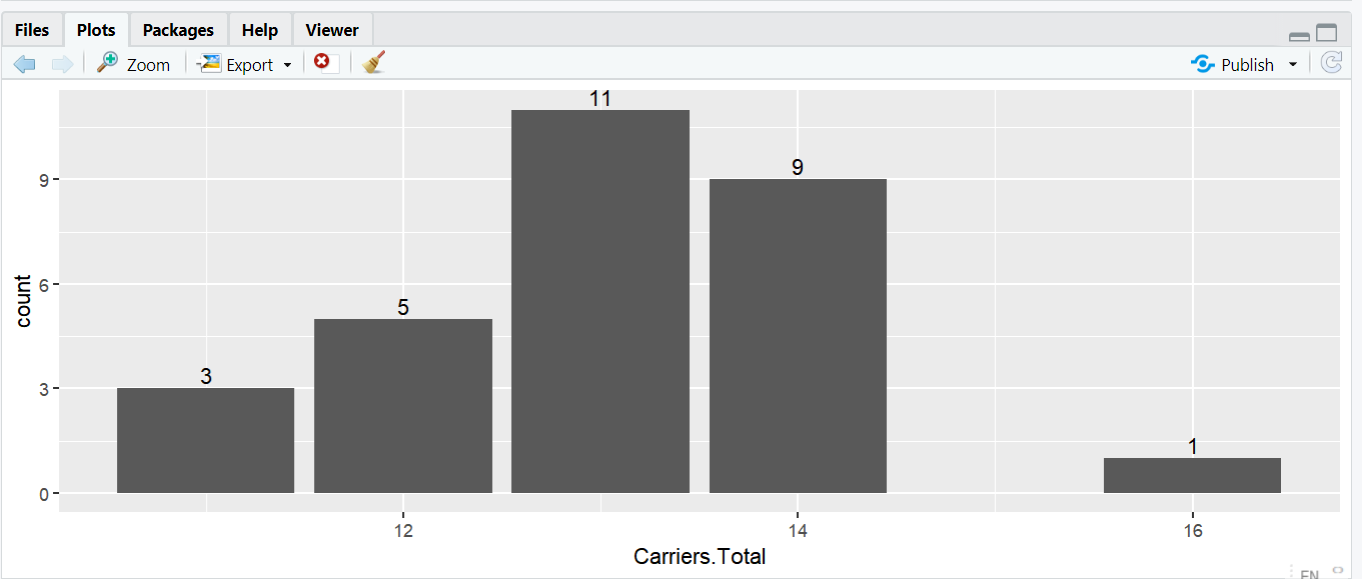 Files Plots Packages Help Viewer
Zoom Export Publish
11
9
9
5
6
count
3
3
1
0
12 14 16
Carriers.Total
EN